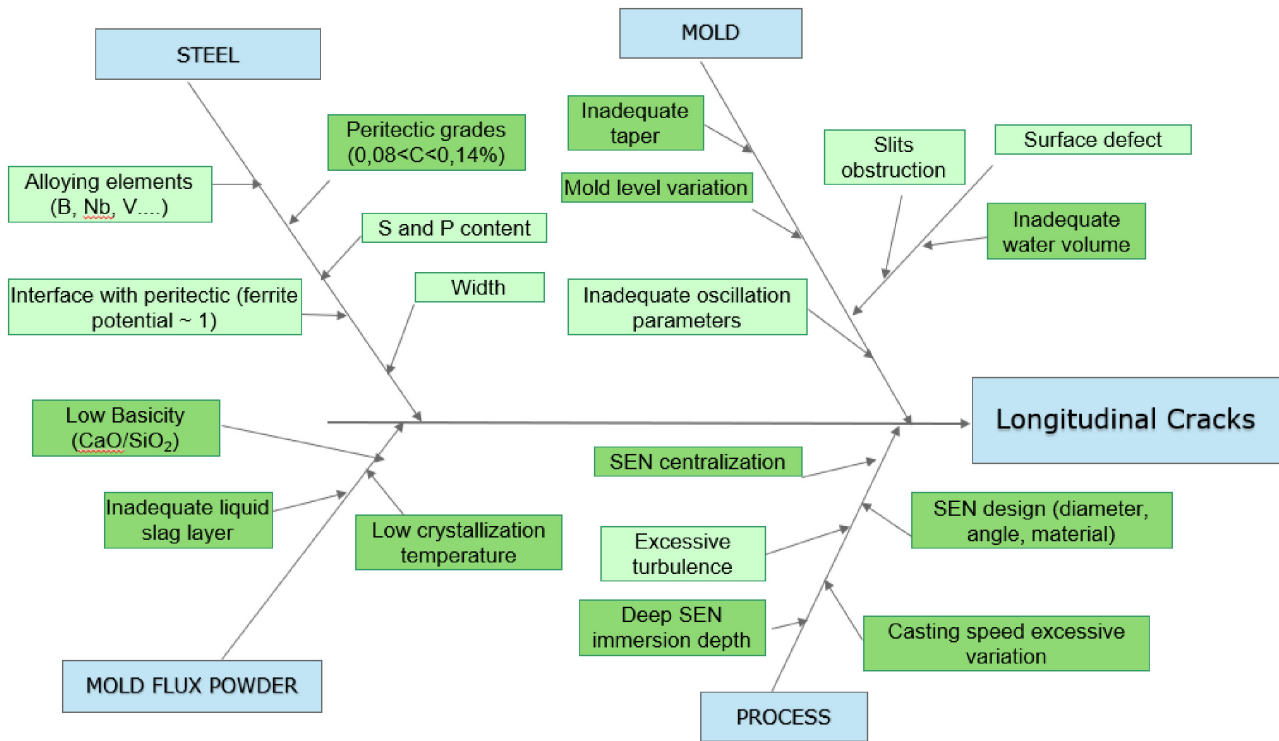 STEEL
MOLD
Peritectic grades
(0,08<C<0,14%)
Alloying elements
(B, Nb, V....)
S and P content
Interface with peritectic (ferrite
potential ~ 1)
Width
Inadequate
taper
Mold level variation
Slits
obstruction
Surface defect
Inadequate
water volume
Inadequate oscillation
parameters
Longitudinal Cracks
Low Basicity
(CaO/SiO₂)
Inadequate liquid
slag layer
Low crystallization
temperature
MOLD FLUX POWDER
SEN centralization
SEN design (diameter,
angle, material)
Excessive
turbulence
Deep SEN
immersion depth
Casting speed excessive
variation
PROCESS